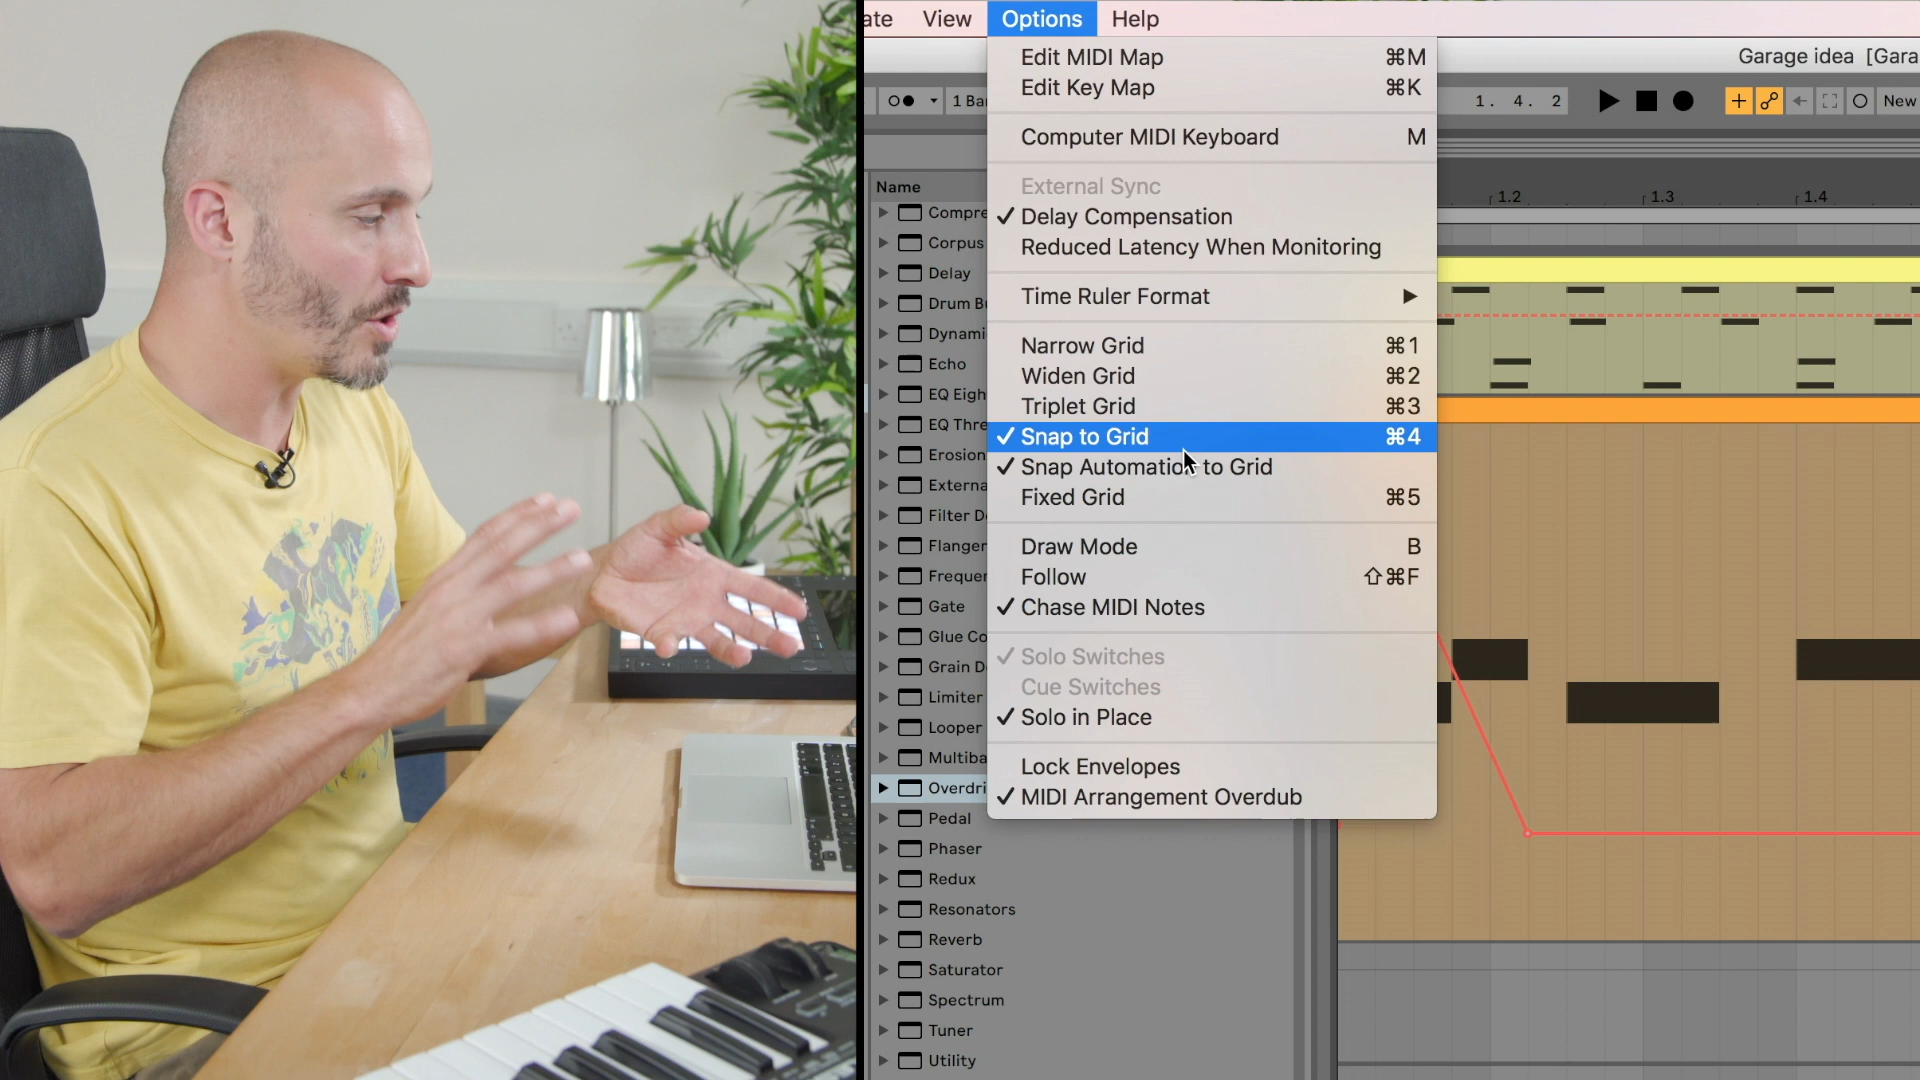 ate View Options Help
Garage idea [Gara
1 Ba
1. 4. 2
New
Edit MIDI Map ⌘M
Edit Key Map ⌘K
Computer MIDI Keyboard M
External Sync
✓ Delay Compensation
Reduced Latency When Monitoring
Time Ruler Format ▶
Narrow Grid ⌘1
Widen Grid ⌘2
Triplet Grid ⌘3
✓ Snap to Grid ⌘4
✓ Snap Automation to Grid
Fixed Grid ⌘5
Draw Mode B
Follow ⇧⌘F
✓ Chase MIDI Notes
✓ Solo Switches
Cue Switches
✓ Solo in Place
Lock Envelopes
✓ MIDI Arrangement Overdub
Name
Compre
Corpus
Delay
Drum B
Dynami
Echo
EQ Eigh
EQ Thre
Erosion
Externa
Filter D
Flanger
Freque
Gate
Glue Co
Grain D
Limiter
Looper
Multiba
Overdri
Pedal
Phaser
Redux
Resonators
Reverb
Saturator
Spectrum
Tuner
Utility
1.2
1.3
1.4